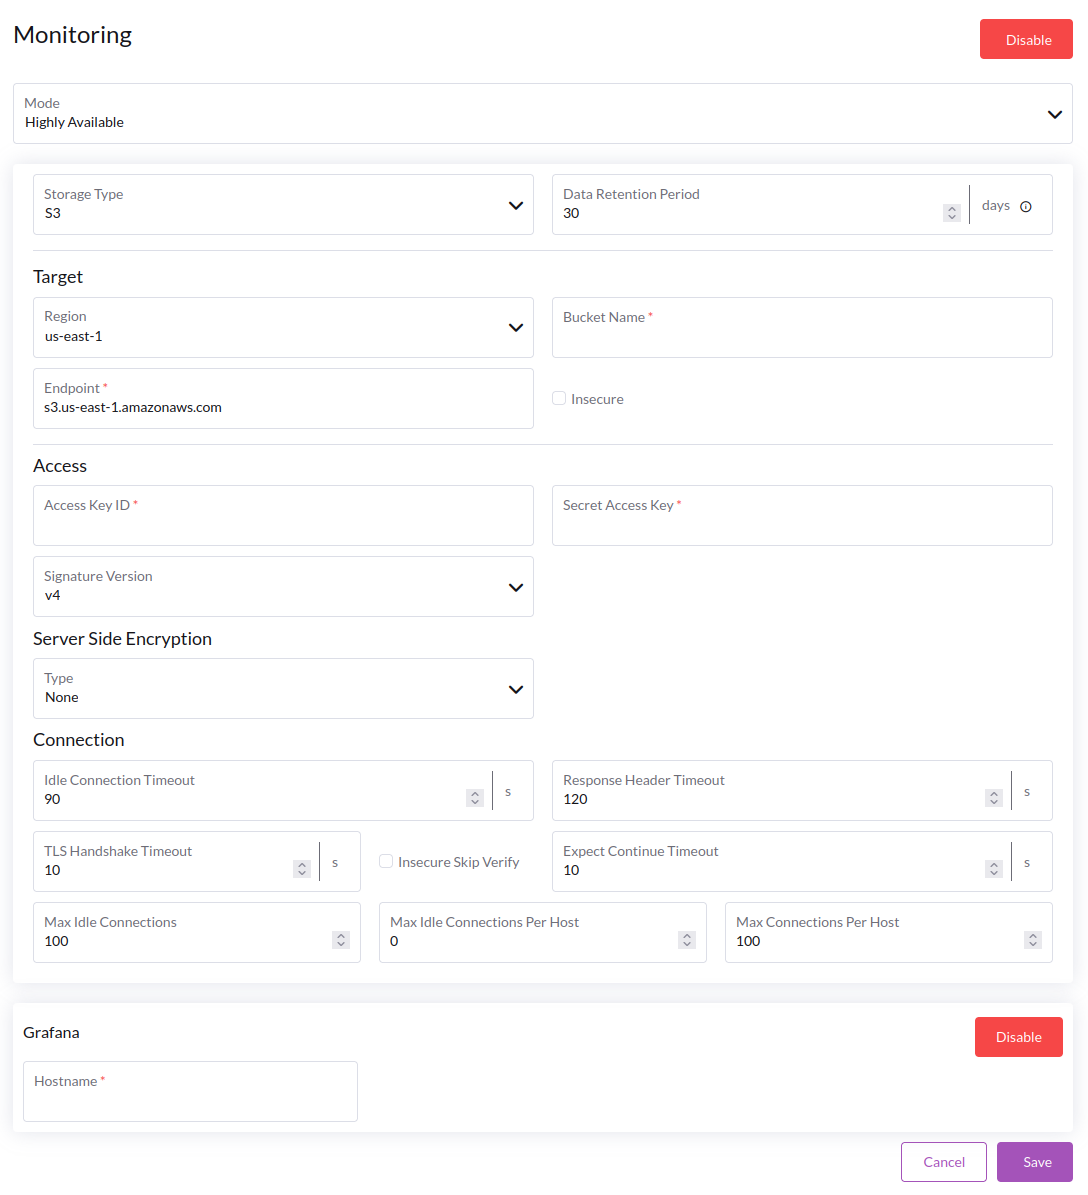 Monitoring
Disable
Mode
Highly Available
Storage Type
S3
Data Retention Period
30
days
Target
Region
us-east-1
Bucket Name *
Endpoint *
s3.us-east-1.amazonaws.com
Insecure
Access
Access Key ID *
Secret Access Key *
Signature Version
v4
Server Side Encryption
Type
None
Connection
Idle Connection Timeout
90
s
Response Header Timeout
120
s
TLS Handshake Timeout
10
s
Insecure Skip Verify
Expect Continue Timeout
10
s
Max Idle Connections
100
Max Idle Connections Per Host
0
Max Connections Per Host
100
Grafana
Disable
Hostname *
Cancel
Save